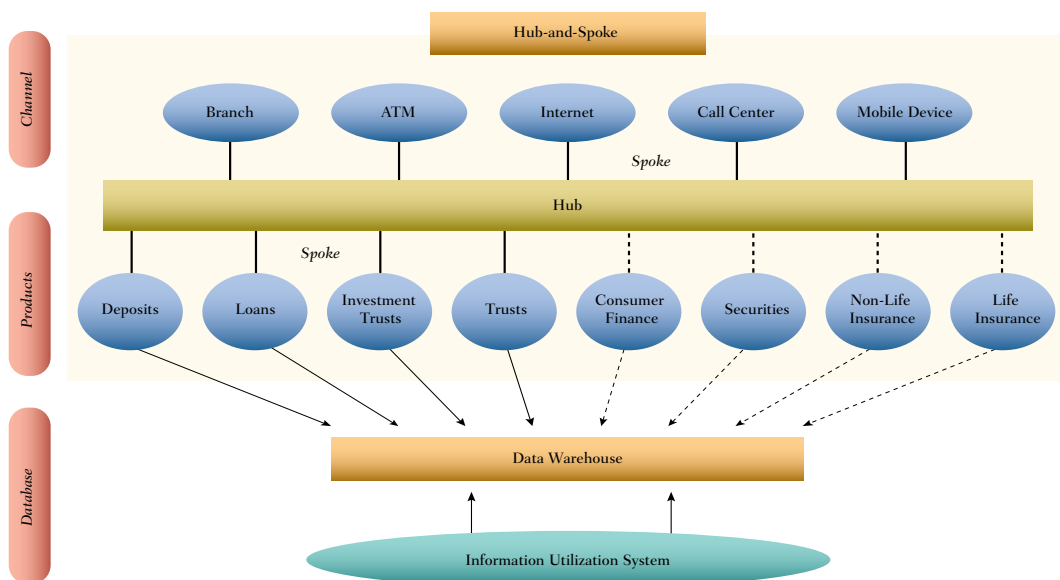 Hub-and-Spoke
Channel
Branch
ATM
Internet
Call Center
Mobile Device
Spoke
Hub
Products
Spoke
Deposits
Loans
Investment
Trusts
Trusts
Consumer
Finance
Securities
Non-Life
Insurance
Life
Insurance
Database
Data Warehouse
Information Utilization System